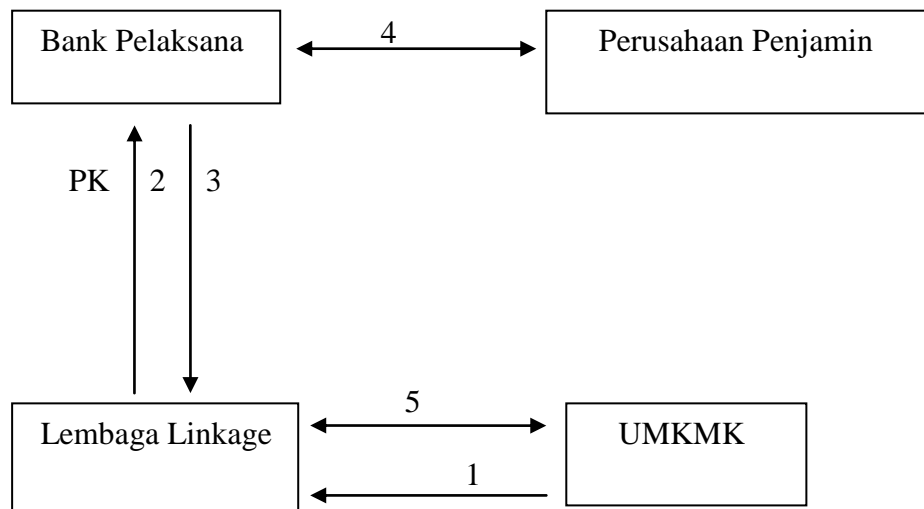 Bank Pelaksana
4
Perusahaan Penjamin
PK 2 3
Lembaga Linkage
5
UMKMK
1